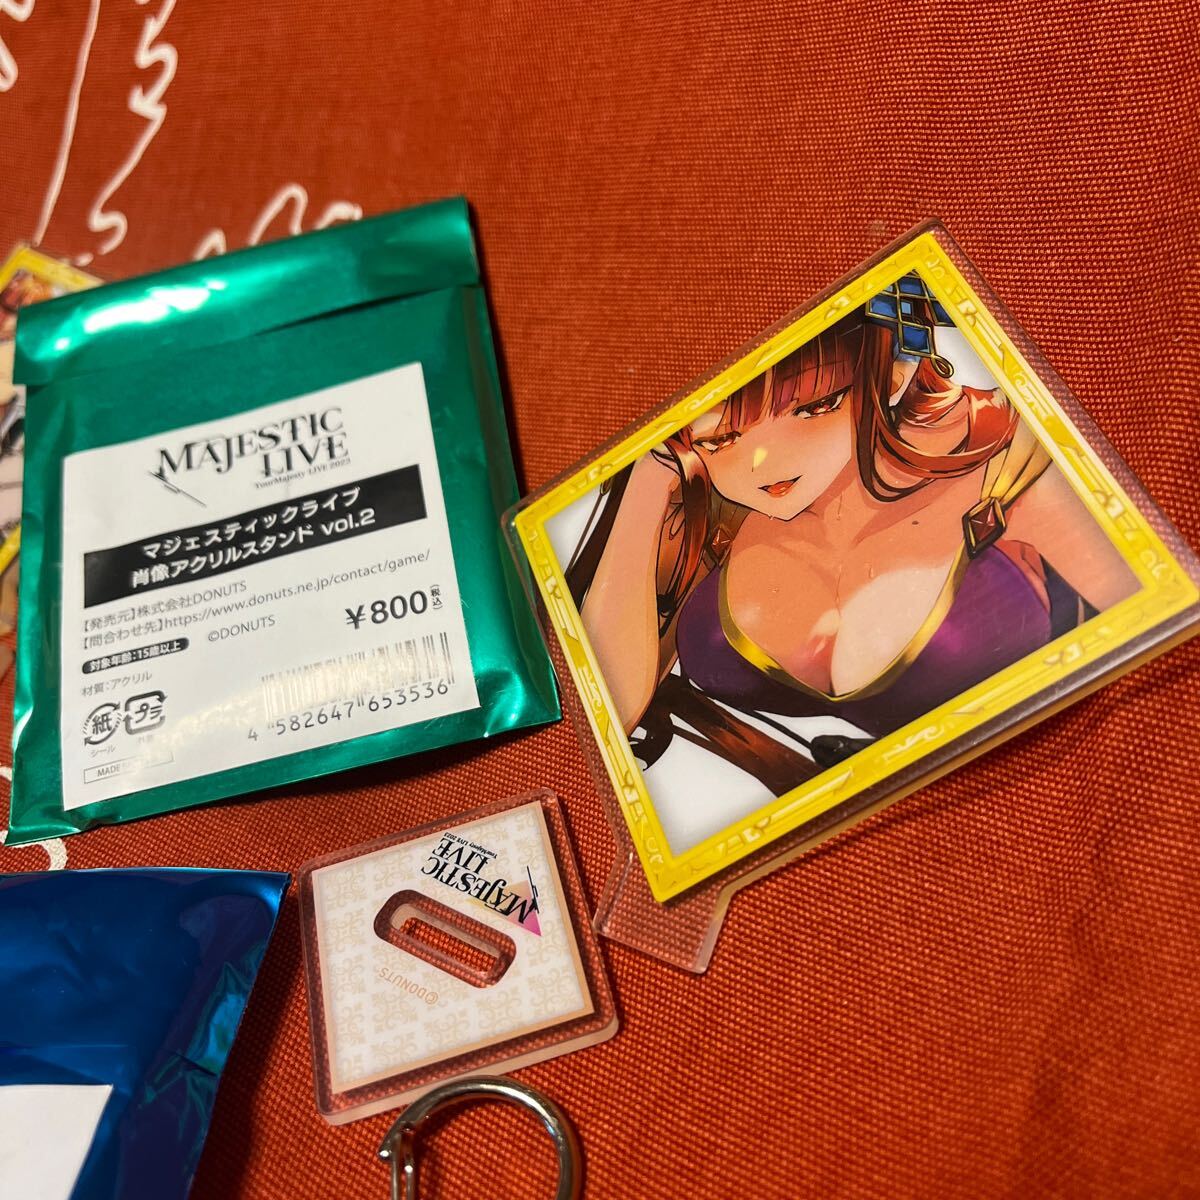 MAJESTIC
LIVE
TourMajesty LIVE 2023
マジェスティックライブ
肖像アクリルスタンド vol.2
【発売元】株式会社DONUTS
【問合わせ先】https://www.donuts.ne.jp/contact/game/
©DONUTS
¥800(税込)
対象年齢:15歳以上
材質:アクリル
紙
プラ
シール
外装
MADE
4 582647 653536
MAJESTIC
LIVE
TourMajesty LIVE 2023
©DONUTS